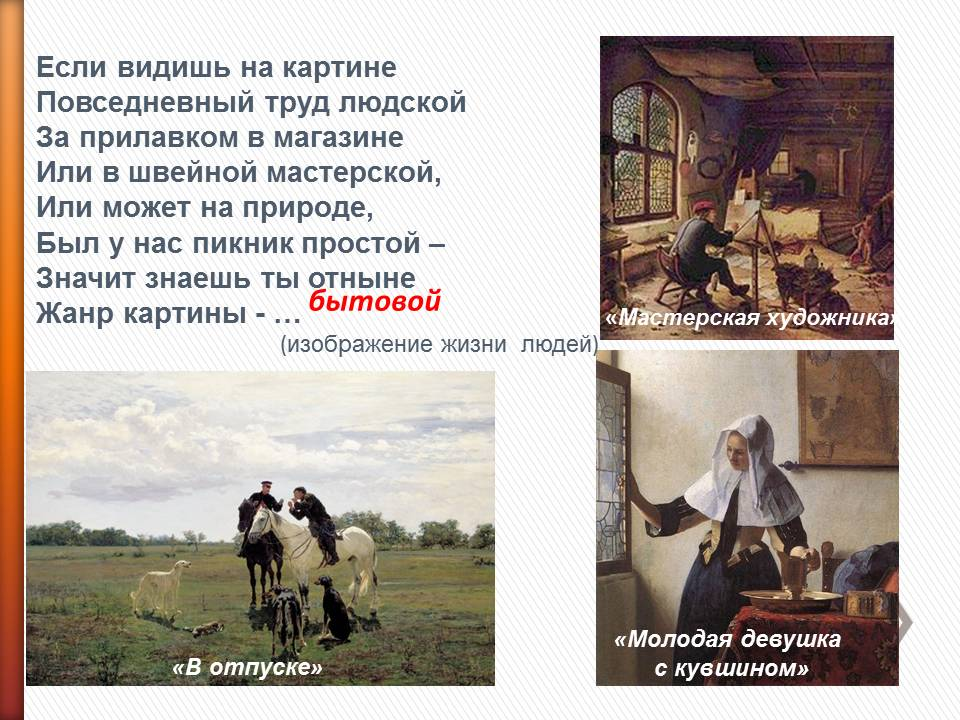 Если видишь на картине
Повседневный труд людской
За прилавком в магазине
Или в швейной мастерской,
Или может на природе,
Был у нас пикник простой –
Значит знаешь ты отныне
Жанр картины - … бытовой
(изображение жизни людей)
«Мастерская художника»
«В отпуске»
«Молодая девушка
с кувшином»